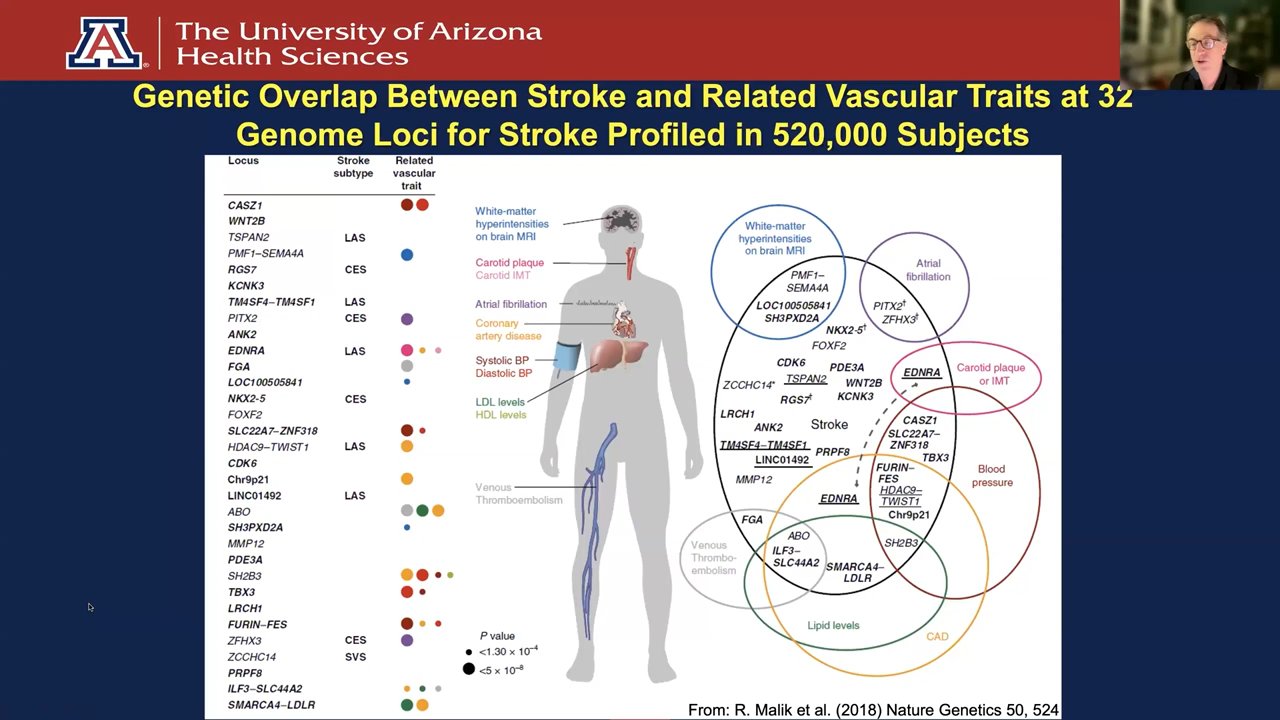 The University of Arizona
Health Sciences
Genetic Overlap Between Stroke and Related Vascular Traits at 32
Genome Loci for Stroke Profiled in 520,000 Subjects
Locus Stroke subtype Related vascular trait
CASZ1
WNT2B
TSPAN2 LAS
PMF1–SEMA4A
RGS7 CES
KCNK3
TM4SF4–TM4SF1 LAS
PITX2 CES
ANK2
EDNRA LAS
FGA
LOC100505841
NKX2-5 CES
FOXF2
SLC22A7–ZNF318
HDAC9–TWIST1 LAS
CDK6
Chr9p21
LINC01492 LAS
ABO
SH3PXD2A
MMP12
PDE3A
SH2B3
TBX3
LRCH1
FURIN–FES
ZFHX3 CES
ZCCHC14 SVS
PRPF8
ILF3–SLC44A2
SMARCA4–LDLR
White-matter
hyperintensities
on brain MRI
Carotid plaque
Carotid IMT
Atrial fibrillation
Coronary
artery disease
Systolic BP
Diastolic BP
LDL levels
HDL levels
Venous
Thromboembolism
P value
<1.30 × 10⁻⁴
<5 × 10⁻⁸
White-matter
hyperintensities
on brain MRI
Atrial
fibrillation
PMF1–
SEMA4A
LOC100505841
SH3PXD2A
PITX2†
ZFHX3‡
NKX2-5†
FOXF2
CDK6
PDE3A
EDNRA
Carotid plaque
or IMT
ZCCHC14*
TSPAN2
WNT2B
RGS7‡
KCNK3
LRCH1
ANK2
Stroke
CASZ1
SLC22A7–
ZNF318
TM4SF4–TM4SF1
LINC01492
PRPF8
TBX3
MMP12
FURIN–
FES
HDAC9–
TWIST1
Chr9p21
Blood
pressure
EDNRA
FGA
ABO
ILF3–
SLC44A2
SH2B3
Venous
Thrombo-
embolism
SMARCA4–
LDLR
Lipid levels
CAD
From: R. Malik et al. (2018) Nature Genetics 50, 524